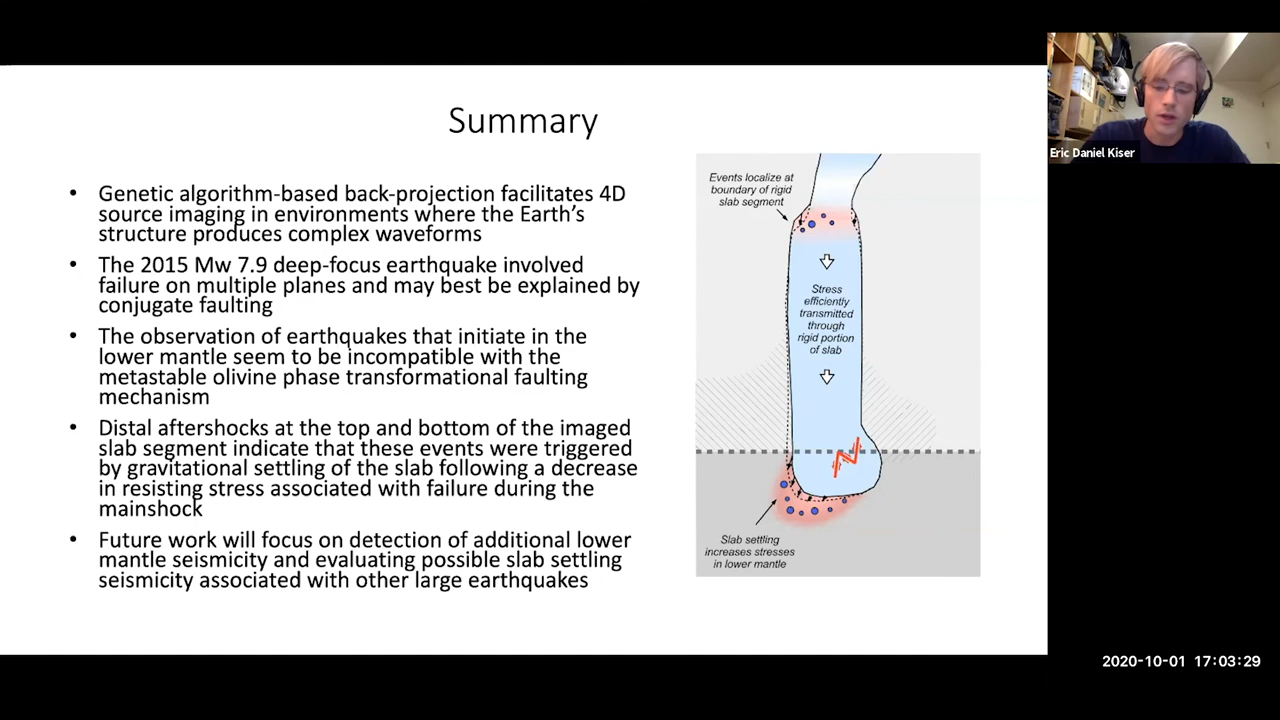 Summary
• Genetic algorithm-based back-projection facilitates 4D
source imaging in environments where the Earth’s
structure produces complex waveforms
• The 2015 Mw 7.9 deep-focus earthquake involved
failure on multiple planes and may best be explained by
conjugate faulting
• The observation of earthquakes that initiate in the
lower mantle seem to be incompatible with the
metastable olivine phase transformational faulting
mechanism
• Distal aftershocks at the top and bottom of the imaged
slab segment indicate that these events were triggered
by gravitational settling of the slab following a decrease
in resisting stress associated with failure during the
mainshock
• Future work will focus on detection of additional lower
mantle seismicity and evaluating possible slab settling
seismicity associated with other large earthquakes
Events localize at
boundary of rigid
slab segment
Stress
efficiently
transmitted
through
rigid portion
of slab
Slab settling
increases stresses
in lower mantle
Eric Daniel Kiser
2020-10-01 17:03:29